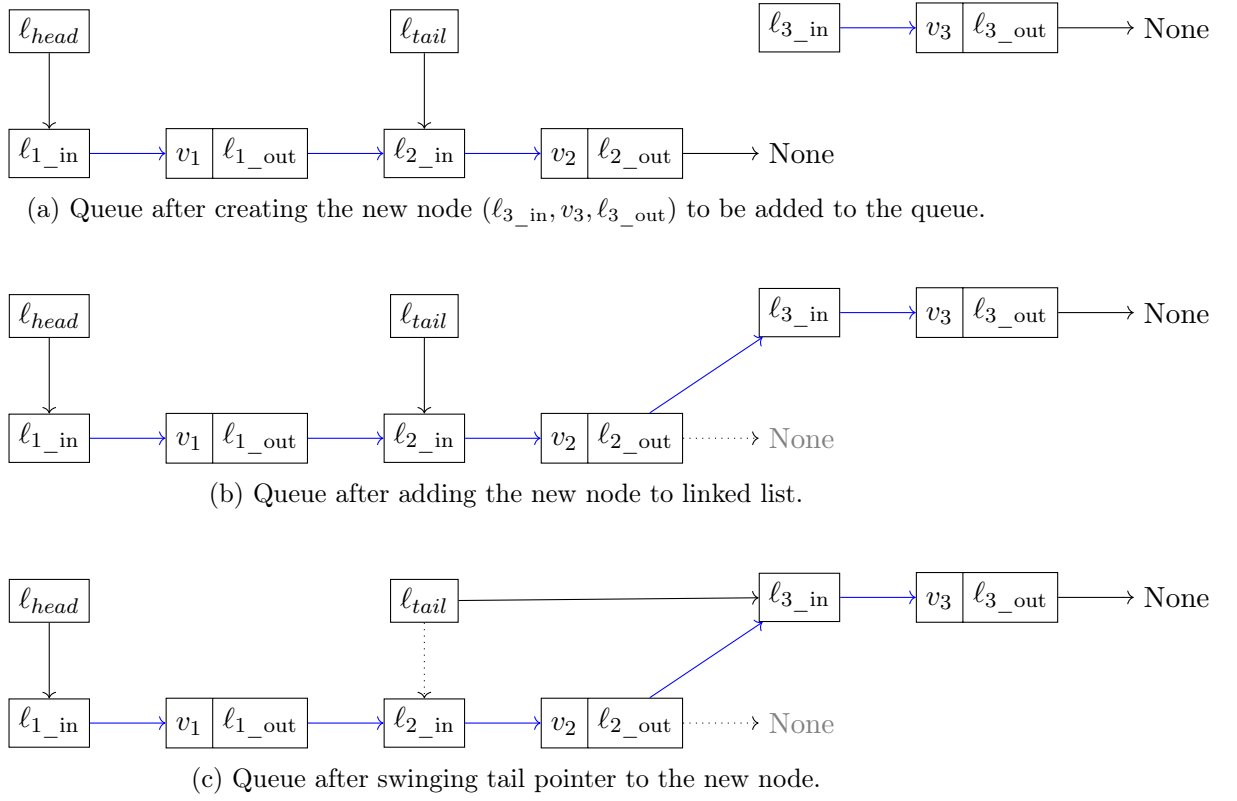 ℓhead ℓtail ℓ3_in v3 ℓ3_out None
ℓ1_in v1 ℓ1_out ℓ2_in v2 ℓ2_out None
(a) Queue after creating the new node (ℓ3_in, v3, ℓ3_out) to be added to the queue.
ℓhead ℓtail ℓ3_in v3 ℓ3_out None
ℓ1_in v1 ℓ1_out ℓ2_in v2 ℓ2_out None
(b) Queue after adding the new node to linked list.
ℓhead ℓtail ℓ3_in v3 ℓ3_out None
ℓ1_in v1 ℓ1_out ℓ2_in v2 ℓ2_out None
(c) Queue after swinging tail pointer to the new node.